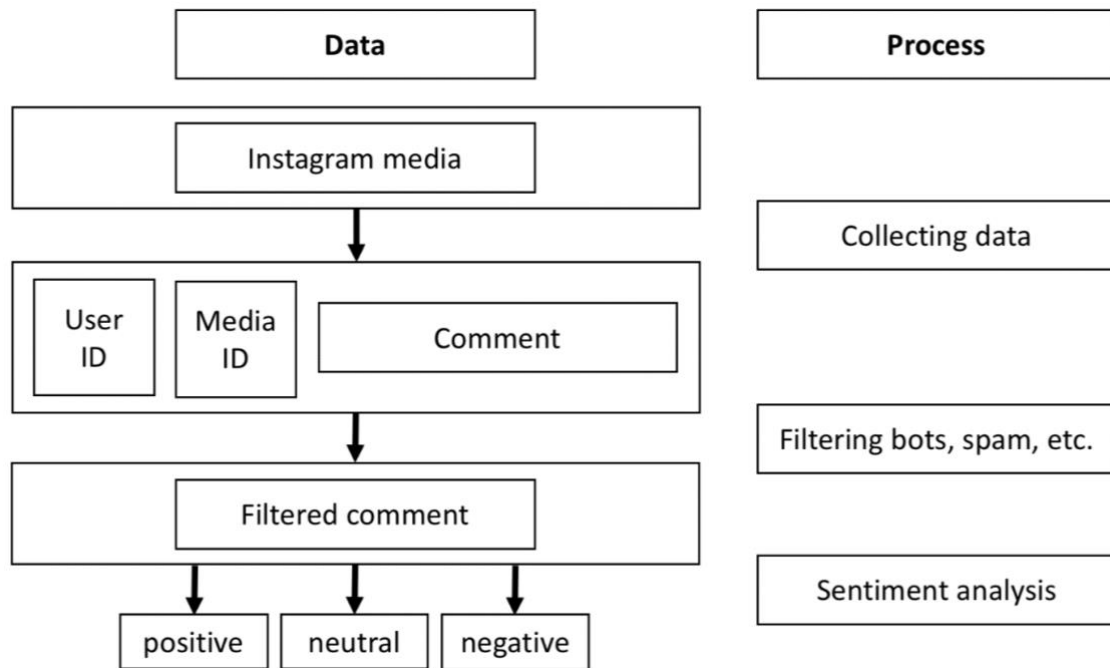 Data
Process
Instagram media
Collecting data
User
ID
Media
ID
Comment
Filtering bots, spam, etc.
Filtered comment
Sentiment analysis
positive
neutral
negative